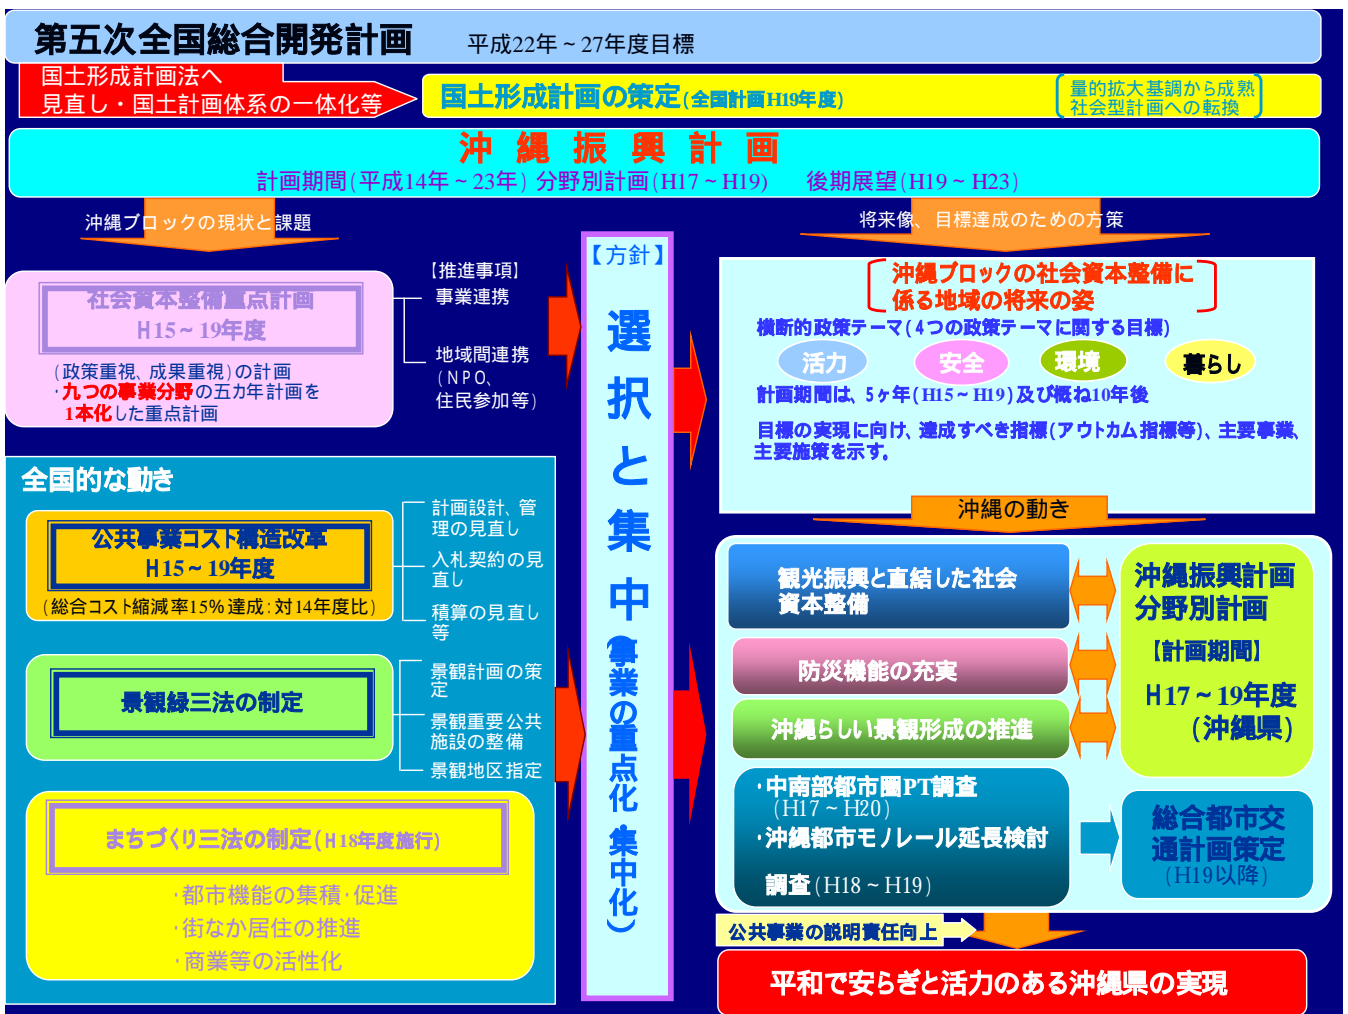 第五次全国総合開発計画　平成22年～27年度目標
国土形成計画法へ
見直し・国土計画体系の一体化等
国土形成計画の策定(全国計画H19年度)
量的拡大基調から成熟
社会型計画への転換
沖縄振興計画
計画期間(平成14年～23年) 分野別計画(H17～H19)　後期展望(H19～H23)
沖縄ブロックの現状と課題
社会資本整備重点計画
H15～19年度
(政策重視、成果重視)の計画
・九つの事業分野の五カ年計画を
1本化した重点計画
【推進事項】
事業連携
地域間連携
(NPO、
住民参加等)
全国的な動き
公共事業コスト構造改革
H15～19年度
(総合コスト縮減率15%達成:対14年度比)
計画設計、管
理の見直し
入札契約の見
直し
積算の見直し
等
景観緑三法の制定
景観計画の策
定
景観重要公共
施設の整備
景観地区指定
まちづくり三法の制定(H18年度施行)
・都市機能の集積・促進
・街なか居住の推進
・商業等の活性化
【方針】
選択と集中(事業の重点化・集中化)
将来像、目標達成のための方策
沖縄ブロックの社会資本整備に
係る地域の将来の姿
横断的政策テーマ(4つの政策テーマに関する目標)
活力　安全　環境　暮らし
計画期間は、5ヶ年(H15～H19)及び概ね10年後
目標の実現に向け、達成すべき指標(アウトカム指標等)、主要事業、
主要施策を示す。
沖縄の動き
観光振興と直結した社会
資本整備
防災機能の充実
沖縄らしい景観形成の推進
沖縄振興計画
分野別計画
【計画期間】
H17～19年度
(沖縄県)
・中南部都市圏PT調査
(H17～H20)
・沖縄都市モノレール延長検討
調査(H18～H19)
総合都市交
通計画策定
(H19以降)
公共事業の説明責任向上
平和で安らぎと活力のある沖縄県の実現